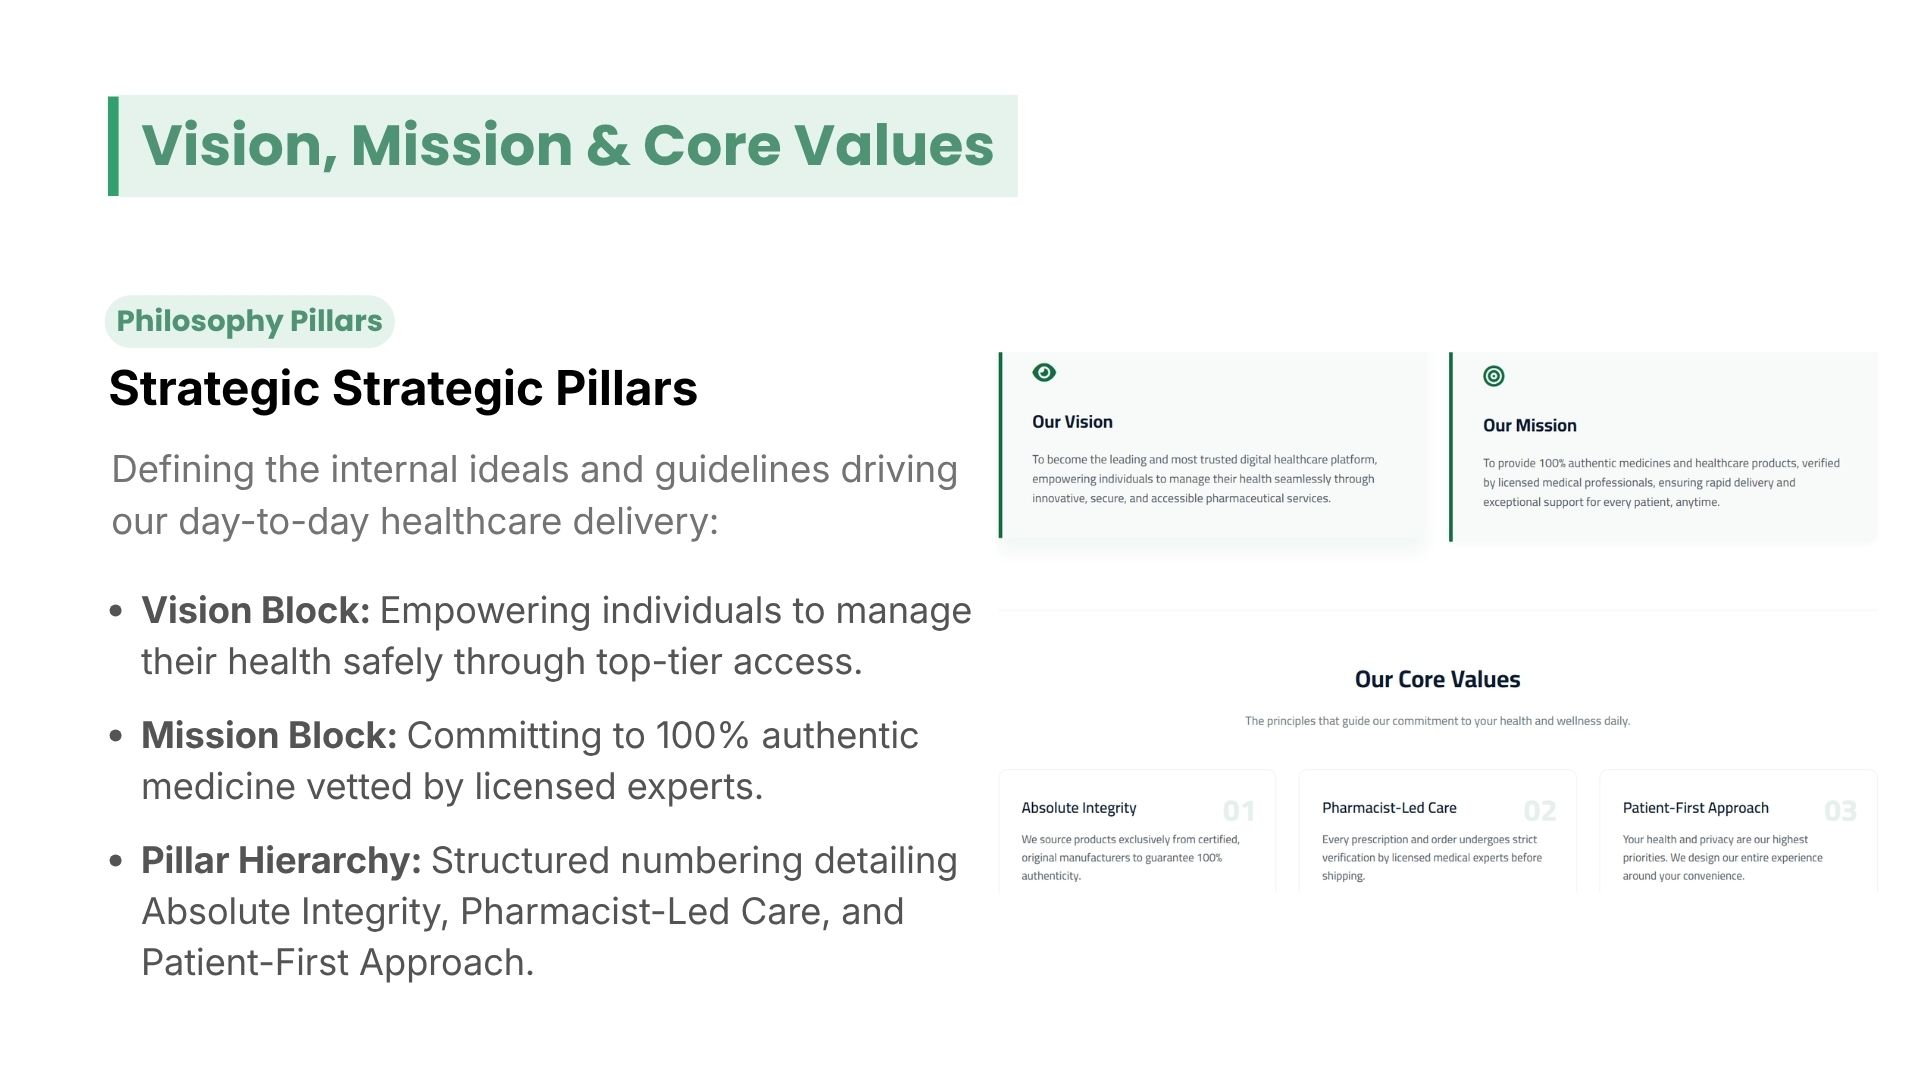 Vision, Mission & Core Values
Philosophy Pillars
Strategic Strategic Pillars
Defining the internal ideals and guidelines driving
our day-to-day healthcare delivery:
• Vision Block: Empowering individuals to manage
their health safely through top-tier access.
• Mission Block: Committing to 100% authentic
medicine vetted by licensed experts.
• Pillar Hierarchy: Structured numbering detailing
Absolute Integrity, Pharmacist-Led Care, and
Patient-First Approach.
Our Vision
To become the leading and most trusted digital healthcare platform,
empowering individuals to manage their health seamlessly through
innovative, secure, and accessible pharmaceutical services.
Our Mission
To provide 100% authentic medicines and healthcare products, verified
by licensed medical professionals, ensuring rapid delivery and
exceptional support for every patient, anytime.
Our Core Values
The principles that guide our commitment to your health and wellness daily.
Absolute Integrity
01
We source products exclusively from certified,
original manufacturers to guarantee 100%
authenticity.
Pharmacist-Led Care
02
Every prescription and order undergoes strict
verification by licensed medical experts before
shipping.
Patient-First Approach
03
Your health and privacy are our highest
priorities. We design our entire experience
around your convenience.